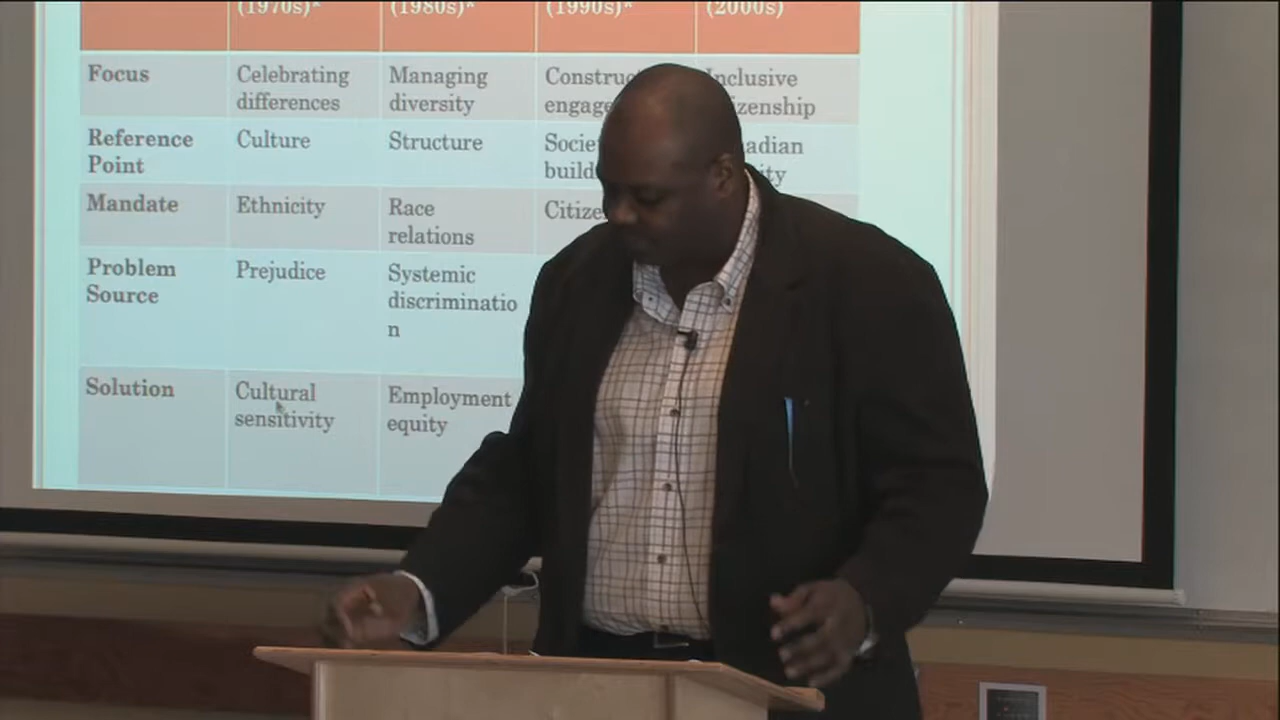 (1970s)*
(1980s)*
(1990s)*
(2000s)
Focus
Celebrating
differences
Managing
diversity
Inclusive
Reference
Point
Culture
Structure
Mandate
Ethnicity
Race
relations
Problem
Source
Prejudice
Systemic
discriminatio
n
Solution
Cultural
sensitivity
Employment
equity